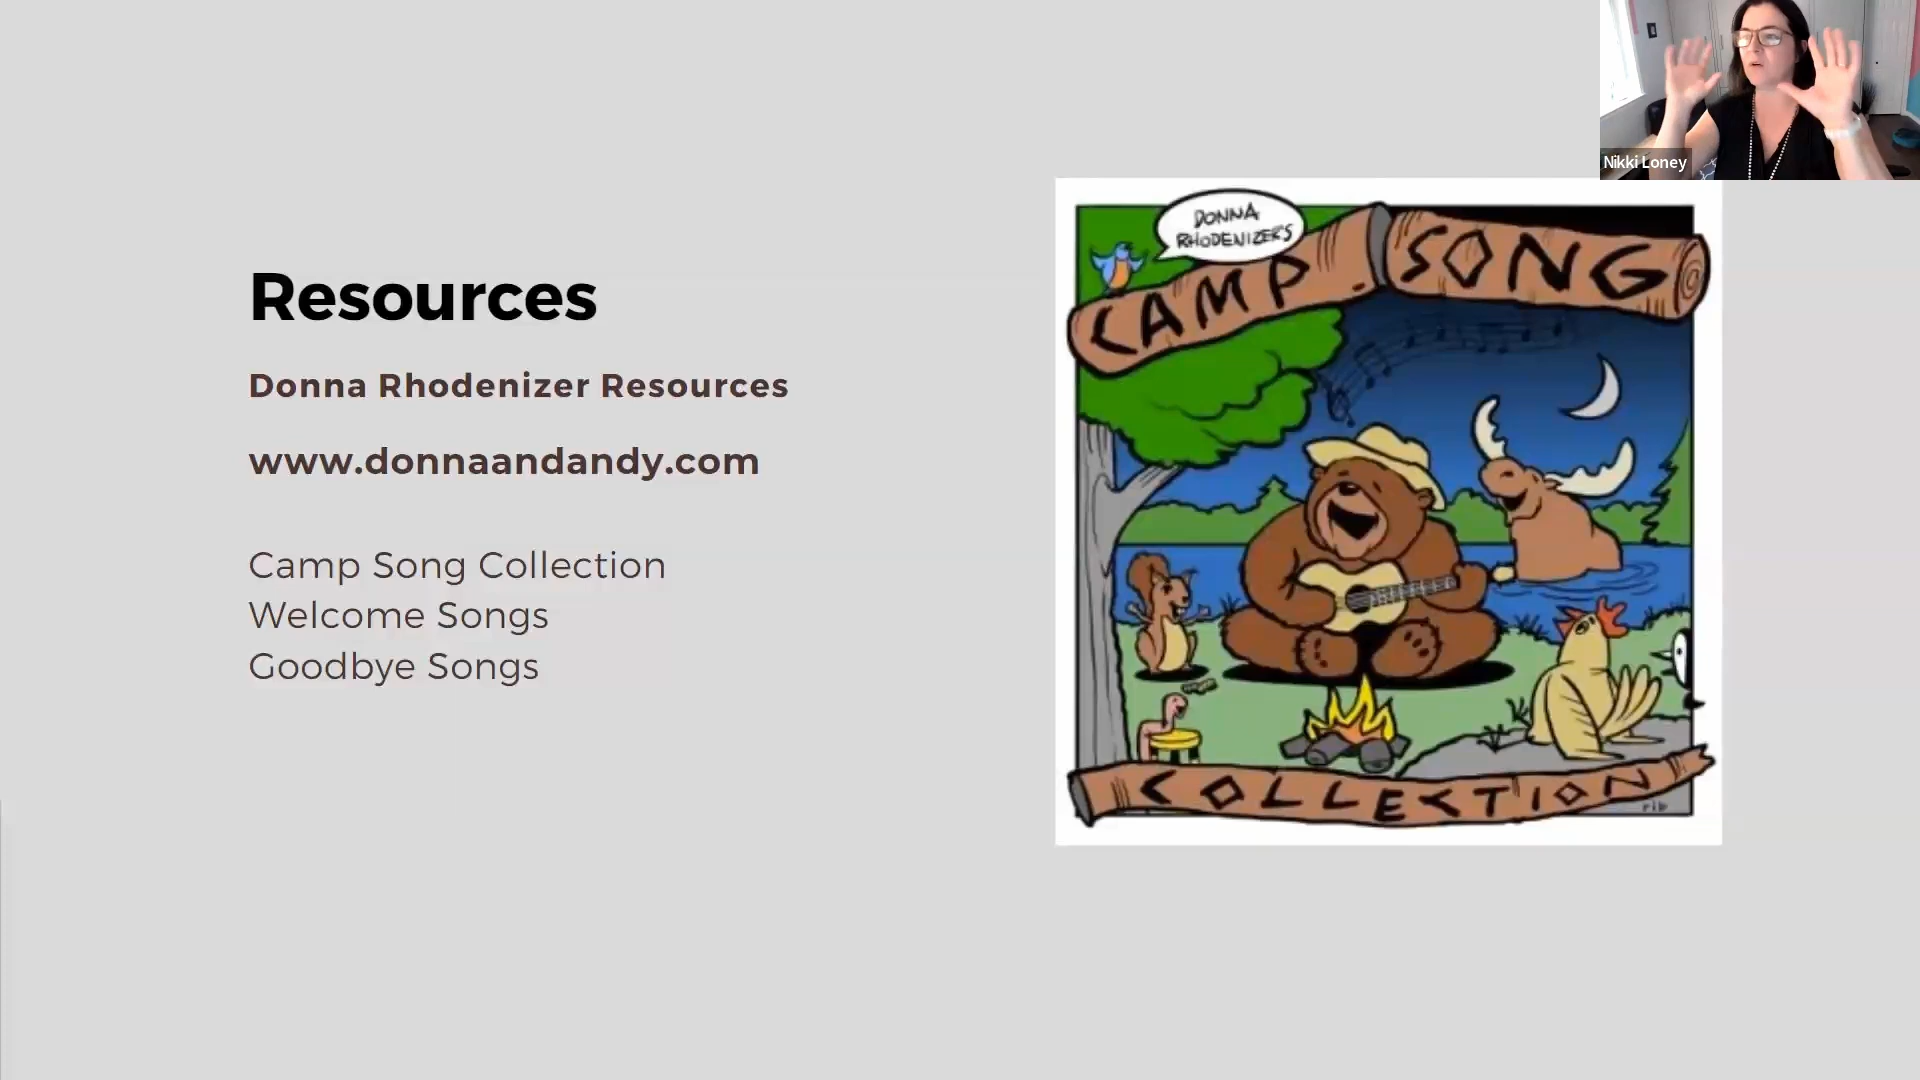 Nikki Loney
Resources
Donna Rhodenizer Resources
www.donnaandandy.com
Camp Song Collection
Welcome Songs
Goodbye Songs
DONNA
RHODENIZER'S
CAMP SONG
COLLECTION
rib